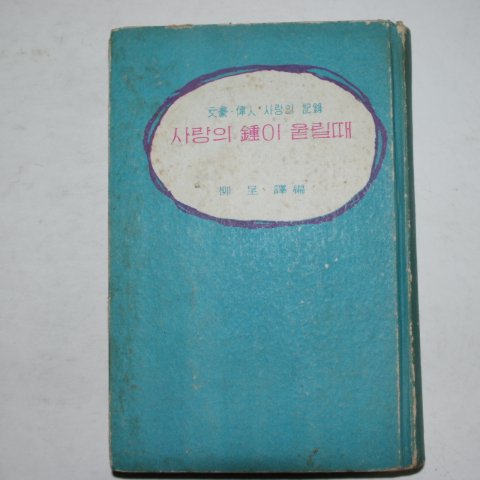 文豪·偉人·사랑의 記錄
사랑의 鍾이 울릴때
柳 呈 譯編